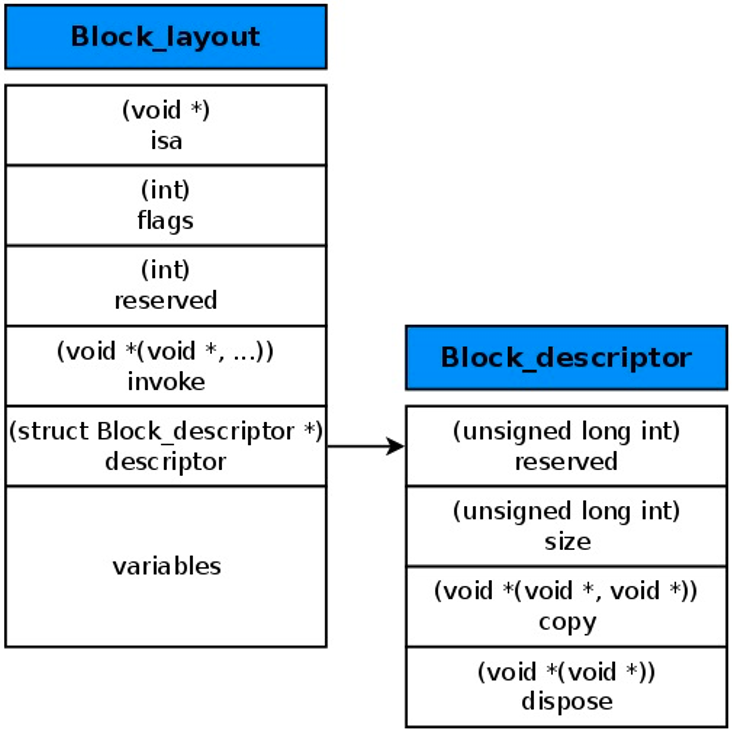 Block_layout
(void *)
isa
(int)
flags
(int)
reserved
(void *(void *, ...))
invoke
(struct Block_descriptor *)
descriptor
variables
Block_descriptor
(unsigned long int)
reserved
(unsigned long int)
size
(void *(void *, void *))
copy
(void *(void *))
dispose